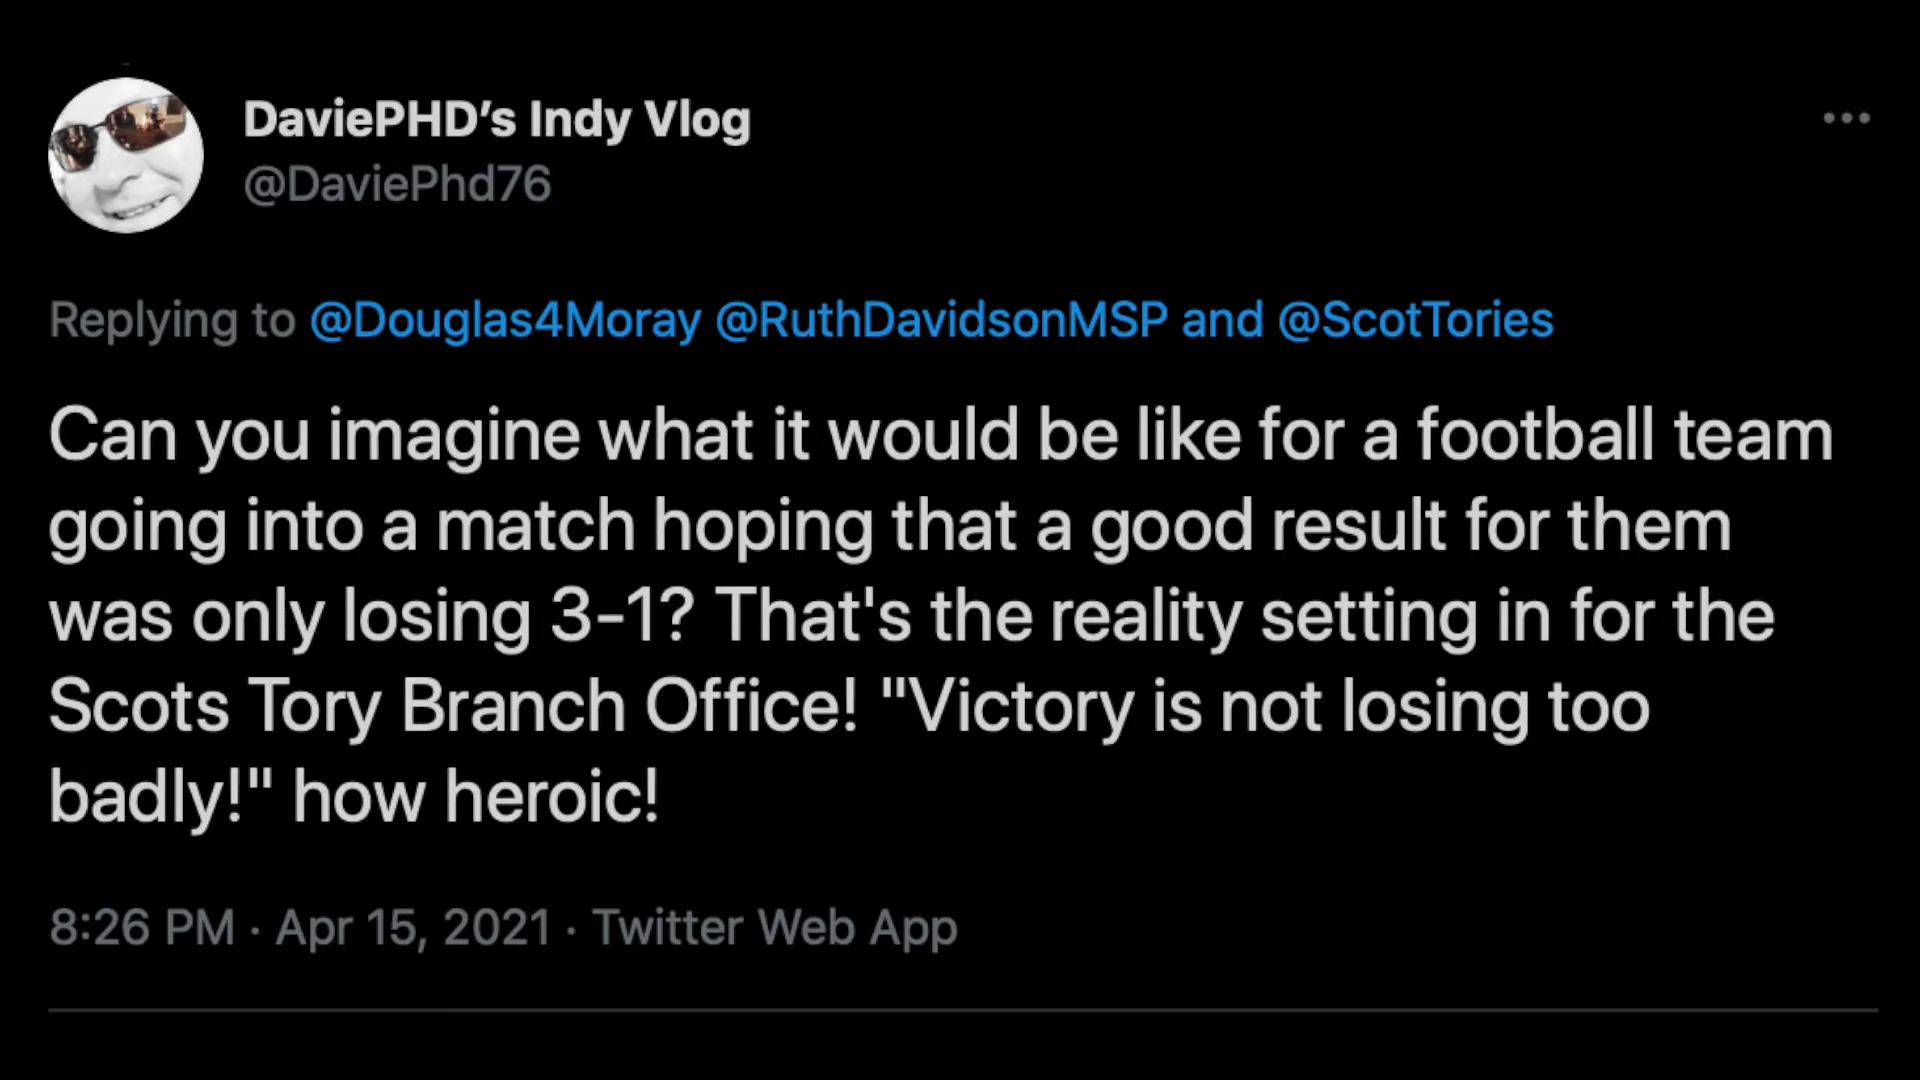 DaviePHD’s Indy Vlog
@DaviePhd76
Replying to @Douglas4Moray @RuthDavidsonMSP and @ScotTories
Can you imagine what it would be like for a football team
going into a match hoping that a good result for them
was only losing 3-1? That's the reality setting in for the
Scots Tory Branch Office! "Victory is not losing too
badly!" how heroic!
8:26 PM · Apr 15, 2021 · Twitter Web App